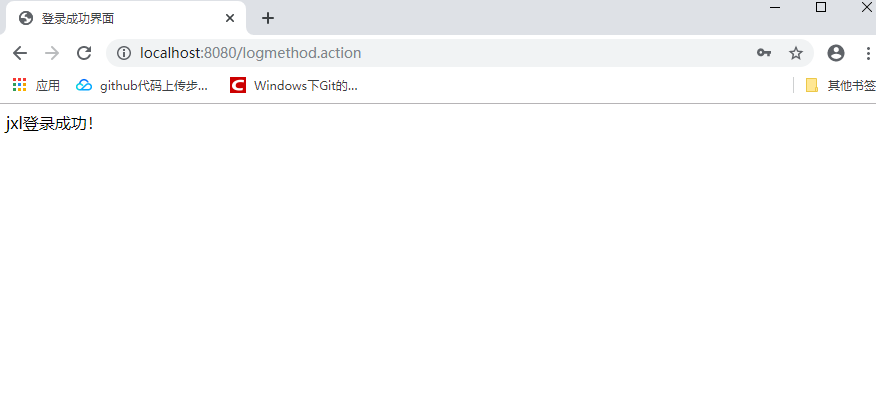 登录成功界面
localhost:8080/logmethod.action
应用 github代码上传步... Windows下Git的... 其他书签
jxl登录成功!